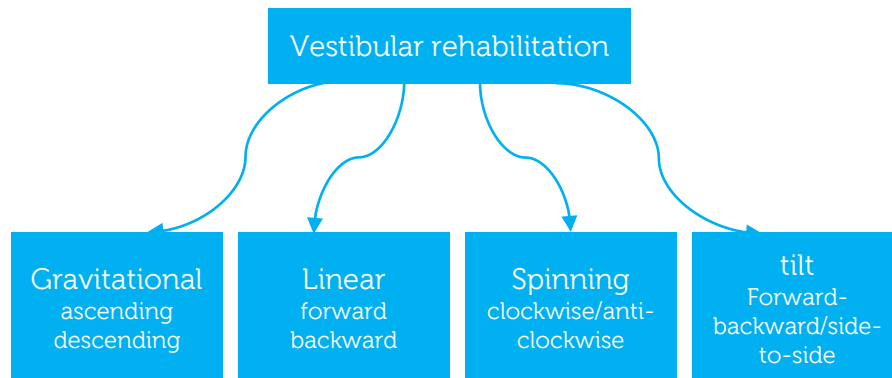 Vestibular rehabilitation
Gravitational
ascending
descending
Linear
forward
backward
Spinning
clockwise/anti-
clockwise
tilt
Forward-
backward/side-
to-side